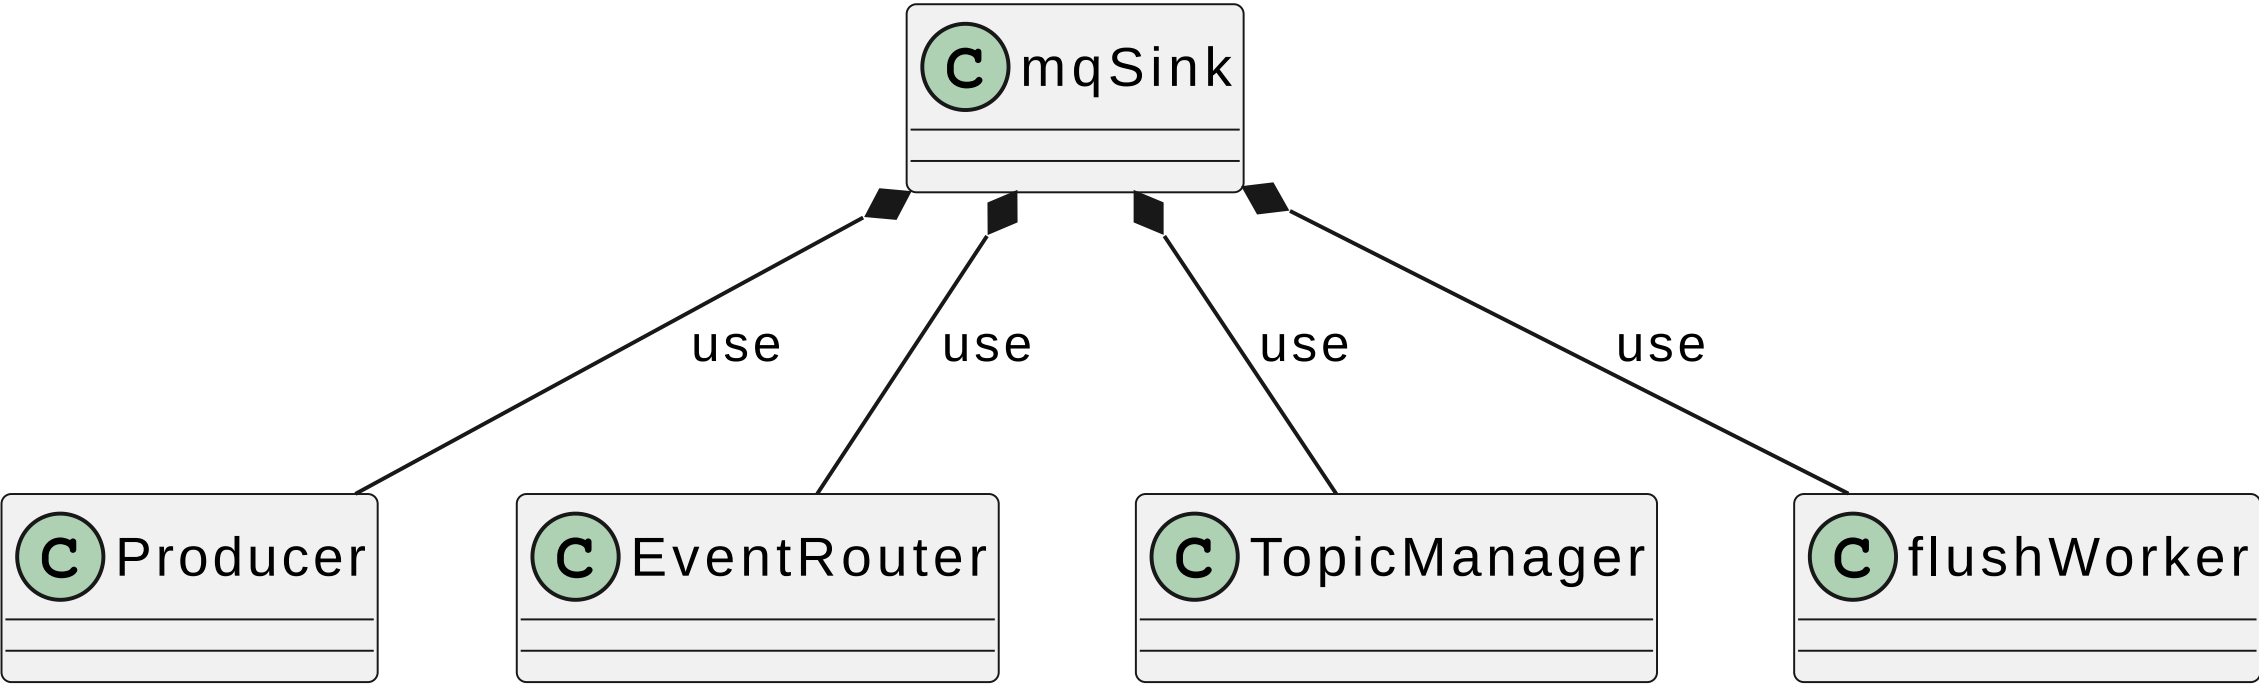 C mqSink
use use use use
C Producer C EventRouter C TopicManager C flushWorker